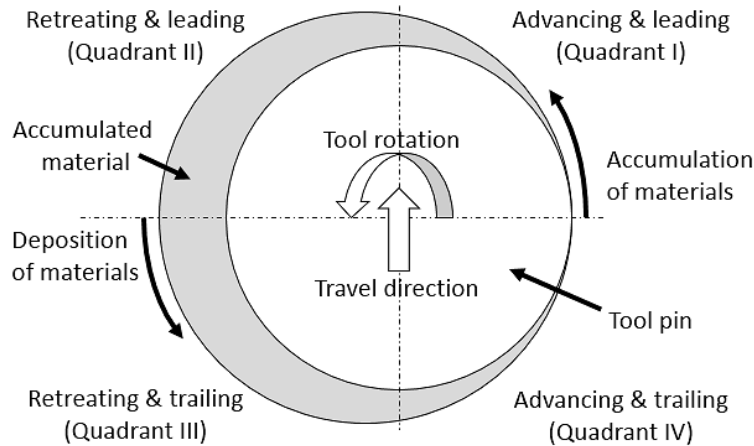 Retreating & leading
(Quadrant II)
Advancing & leading
(Quadrant I)
Accumulated
material
Tool rotation
Accumulation
of materials
Deposition
of materials
Travel direction
Tool pin
Retreating & trailing
(Quadrant III)
Advancing & trailing
(Quadrant IV)